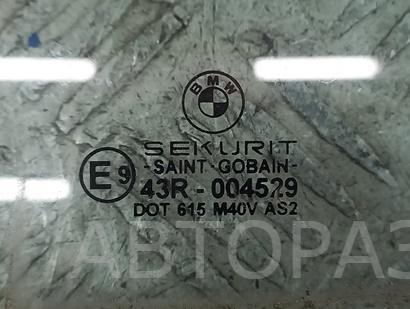 BMW
SEKURIT
-SAINT-GOBAIN-
E9 43R-004529
DOT 615 M40V AS2
АВТОРАЗ